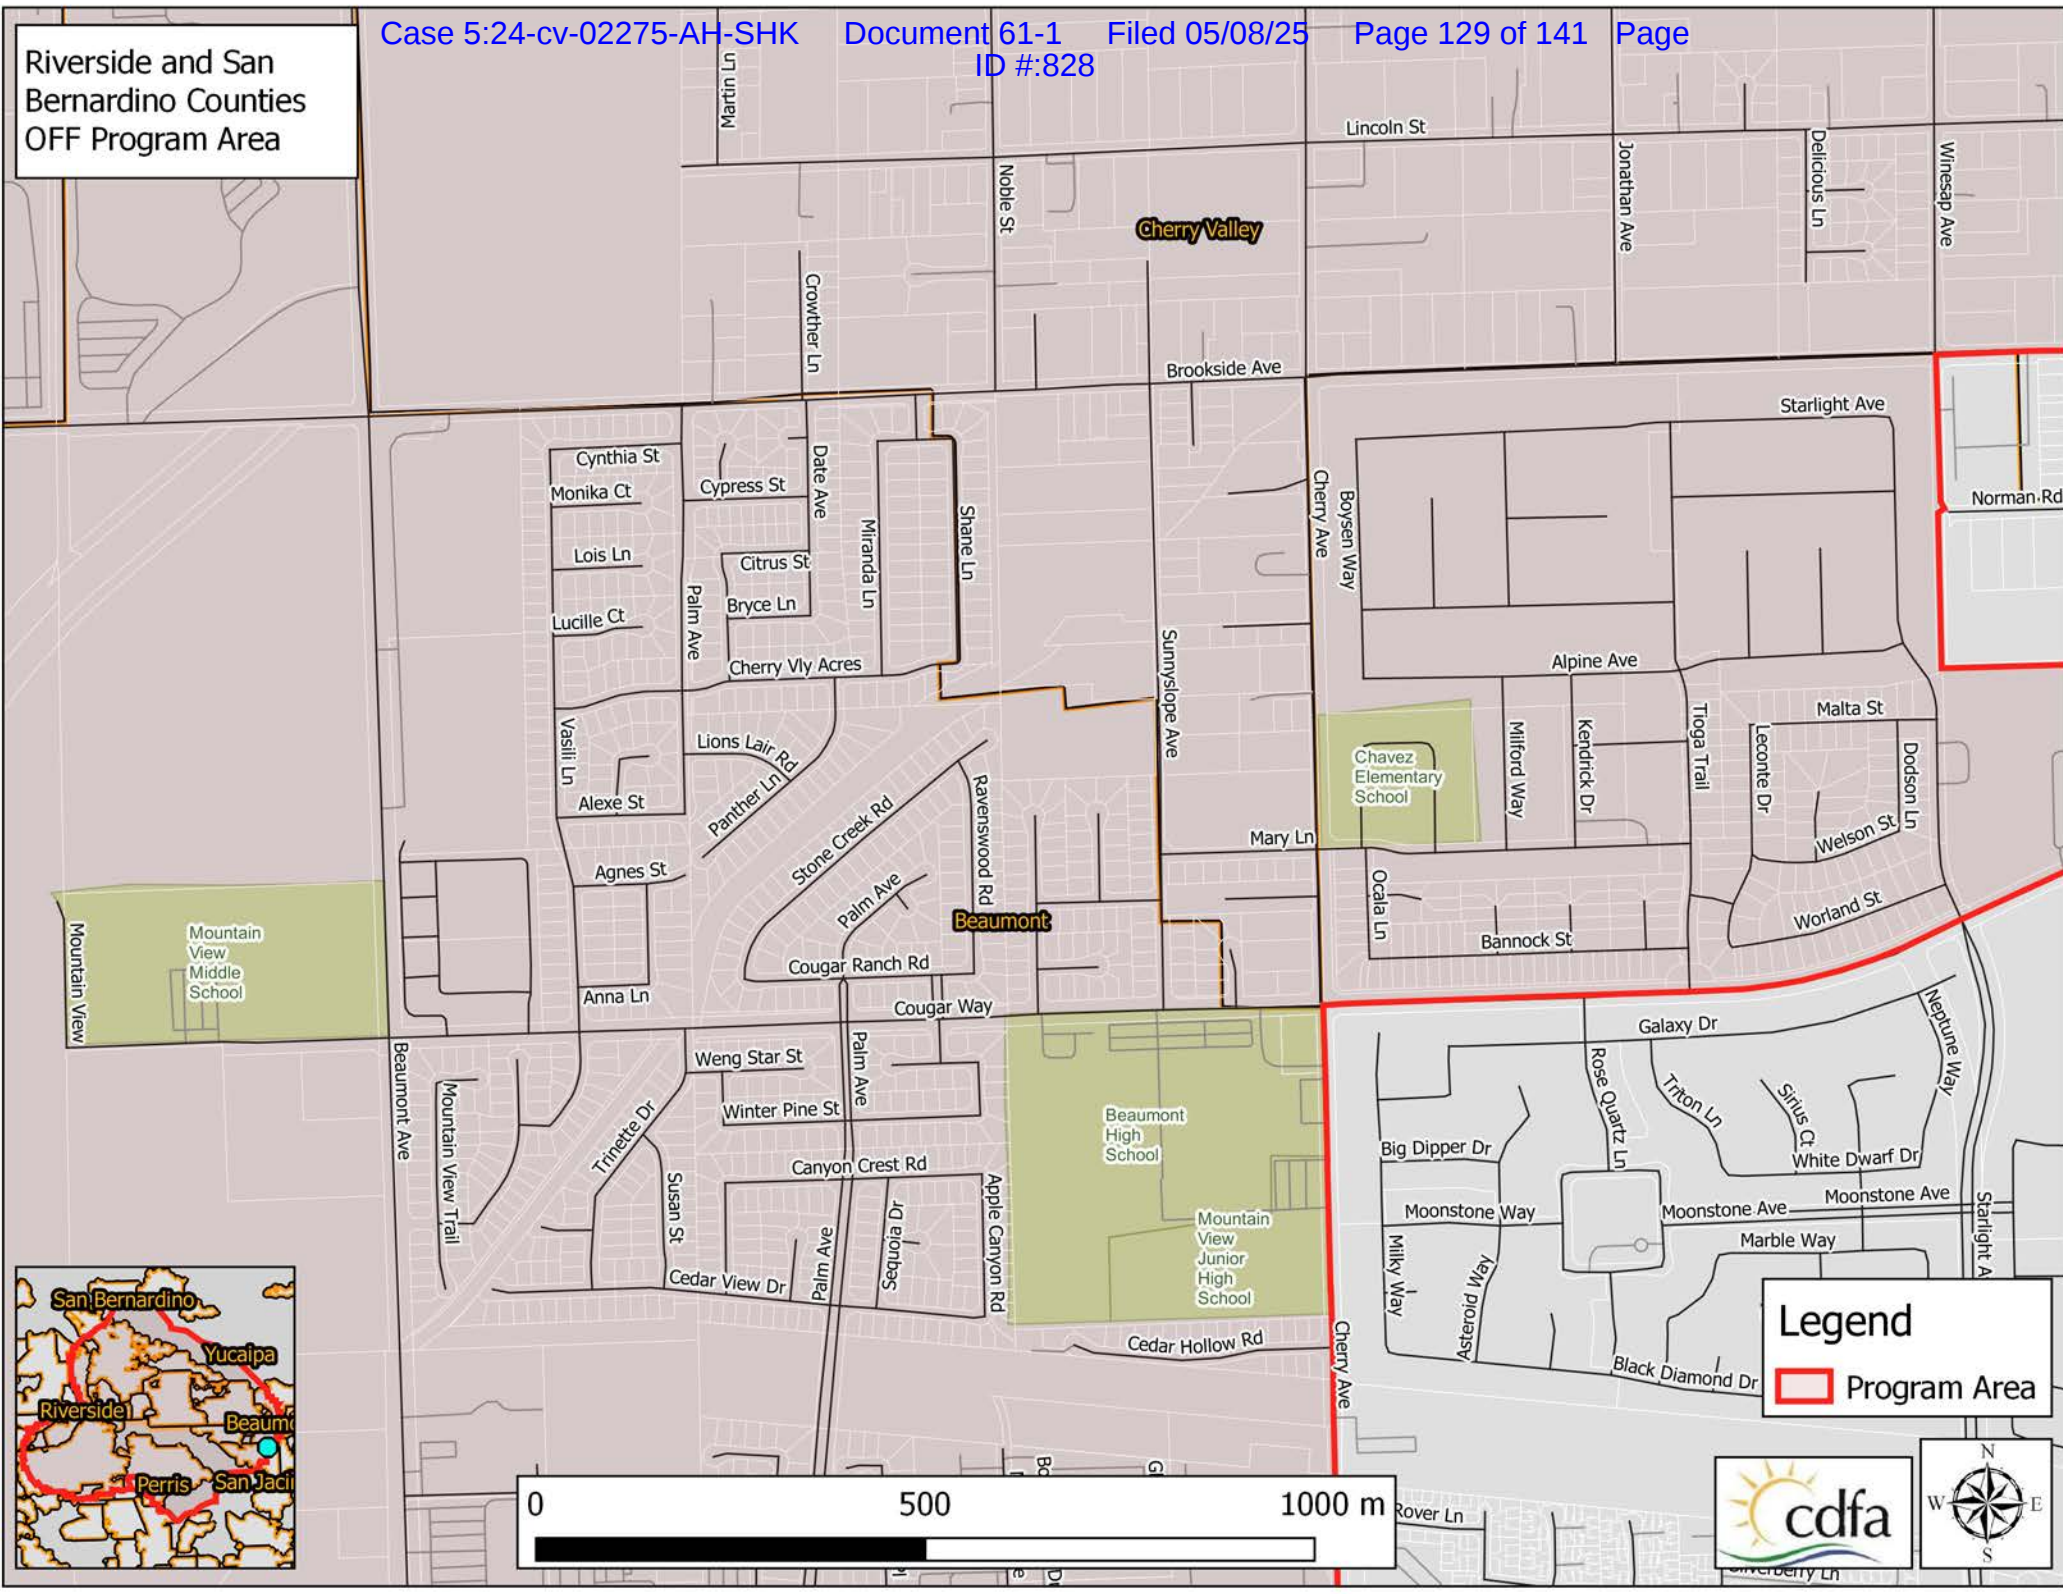 Case 5:24-cv-02275-AH-SHK Document 61-1 Filed 05/08/25 Page 129 of 141 Page
ID #:828
Riverside and San
Bernardino Counties
OFF Program Area
Martin Ln
Lincoln St
Noble St
Jonathan Ave
Delicious Ln
Winesap Ave
Cherry Valley
Crowther Ln
Brookside Ave
Starlight Ave
Cynthia St
Monika Ct
Cypress St
Date Ave
Norman Rd
Lois Ln
Citrus St
Miranda Ln
Shane Ln
Cherry Ave
Boysen Way
Bryce Ln
Lucille Ct
Palm Ave
Cherry Vly Acres
Sunnyslope Ave
Alpine Ave
Vasili Ln
Lions Lair Rd
Panther Ln
Alexe St
Stone Creek Rd
Ravenswood Rd
Chavez
Elementary
School
Milford Way
Kendrick Dr
Tioga Trail
Leconte Dr
Malta St
Dodson Ln
Welson St
Mary Ln
Agnes St
Palm Ave
Beaumont
Ocala Ln
Worland St
Bannock St
Mountain View
Mountain
View
Middle
School
Cougar Ranch Rd
Anna Ln
Cougar Way
Galaxy Dr
Neptune Way
Beaumont Ave
Mountain View Trail
Weng Star St
Palm Ave
Winter Pine St
Trinette Dr
Susan St
Canyon Crest Rd
Beaumont
High
School
Rose Quartz Ln
Triton Ln
Sirius Ct
Big Dipper Dr
White Dwarf Dr
Moonstone Way
Moonstone Ave
Moonstone Ave
Marble Way
Starlight A
Palm Ave
Sequoia Dr
Apple Canyon Rd
Mountain
View
Junior
High
School
Milky Way
Asteroid Way
Cedar View Dr
Cedar Hollow Rd
Cherry Ave
Black Diamond Dr
Legend
Program Area
San Bernardino
Yucaipa
Riverside
Beaumo
Perris
San Jaci
0 500 1000 m
Rover Ln
Silverberry Ln
cdfa
N
W E
S